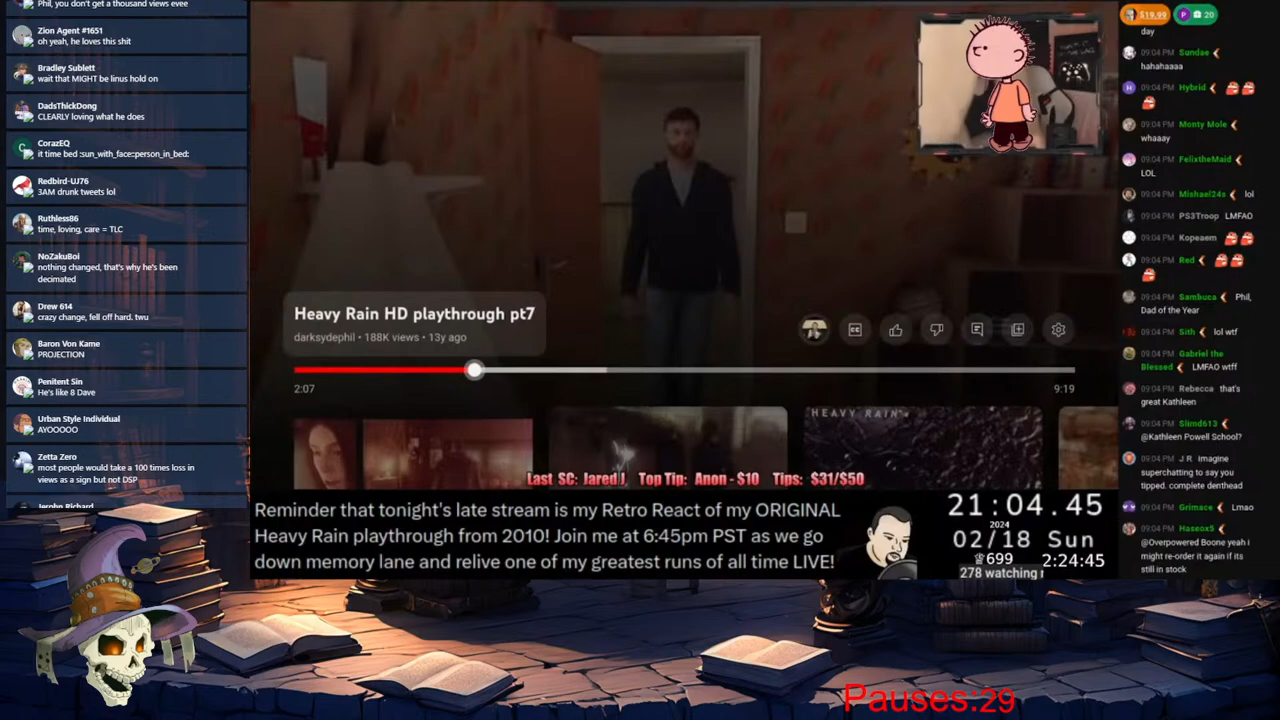 Phil, you don't get a thousand views evee
Zion Agent #1651
oh yeah, he loves this shit
Bradley Sublett
wait that MIGHT be linus hold on
DadsThickDong
CLEARLY loving what he does
CorazEQ
it time bed :sun_with_face:person_in_bed:
Redbird-UJ76
3AM drunk tweets lol
Ruthless86
time, loving, care = TLC
NoZakuBoi
nothing changed, that's why he's been
decimated
Drew 614
crazy change, fell off hard. twu
Baron Von Kame
PROJECTION
Penitent Sin
He's like 8 Dave
Urban Style Individual
AYOOOOO
Zetta Zero
most people would take a 100 times loss in
views as a sign but not DSP
Heavy Rain HD playthrough pt7
darksydephil • 188K views • 13y ago
2:07
9:19
HEAVY RAIN
Last SC: Jared J Top Tip: Anon - $10 Tips: $31/$50
Reminder that tonight's late stream is my Retro React of my ORIGINAL
Heavy Rain playthrough from 2010! Join me at 6:45pm PST as we go
down memory lane and relive one of my greatest runs of all time LIVE!
21:04.45
2024
02/18 Sun
699
2:24:45
278 watching
$19.99
P 20
day
09:04 PM Sundae
hahahaaaa
09:04 PM Hybrid
09:04 PM Monty Mole
whaaay
09:04 PM FelixtheMaid
LOL
09:04 PM Mishael24s lol
09:04 PM PS3Troop LMFAO
09:04 PM Kopeaem
09:04 PM Red
09:04 PM Sambuca Phil,
Dad of the Year
09:04 PM Sith lol wtf
09:04 PM Gabriel the
Blessed LMFAO wtff
09:04 PM Rebecca that's
great Kathleen
09:04 PM Slimd613
@Kathleen Powell School?
09:04 PM J R imagine
superchatting to say you
tipped. complete denthead
09:04 PM Grimace Lmao
09:04 PM Haseox5
@Overpowered Boone yeah i
might re-order it again if its
still in stock
Pauses:29